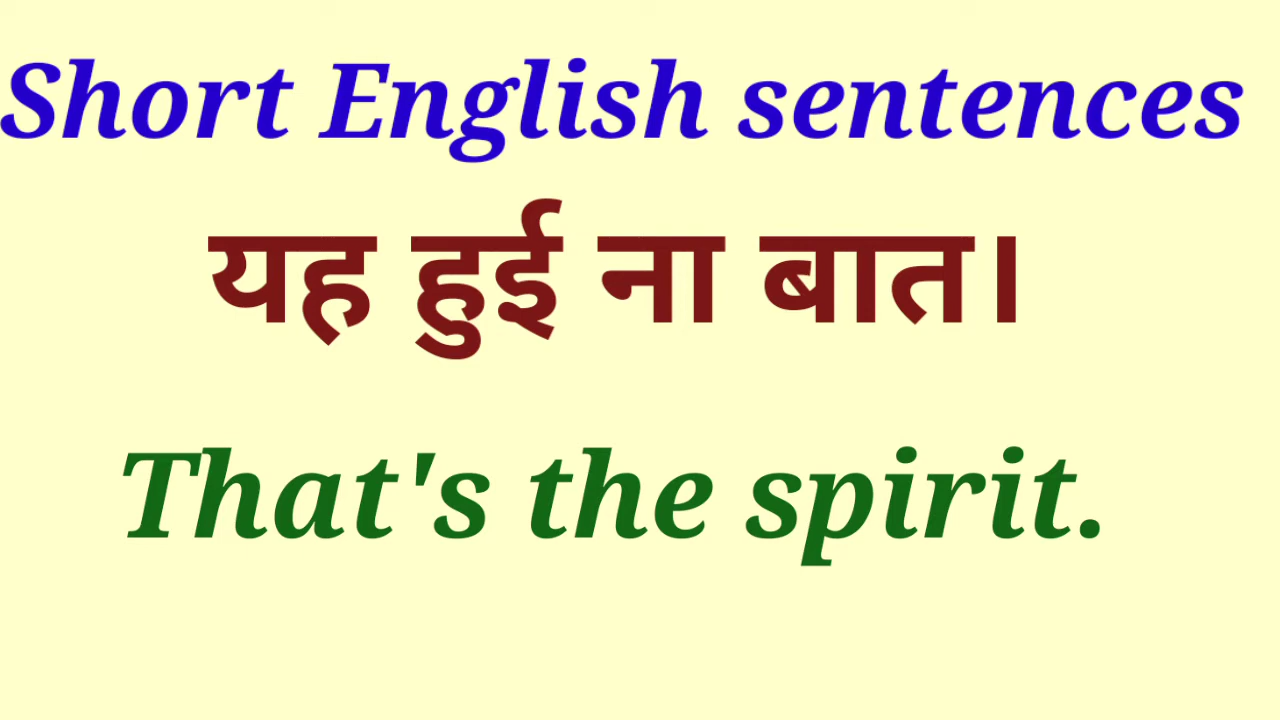 Short English sentences
यह हुई ना बात।
That's the spirit.